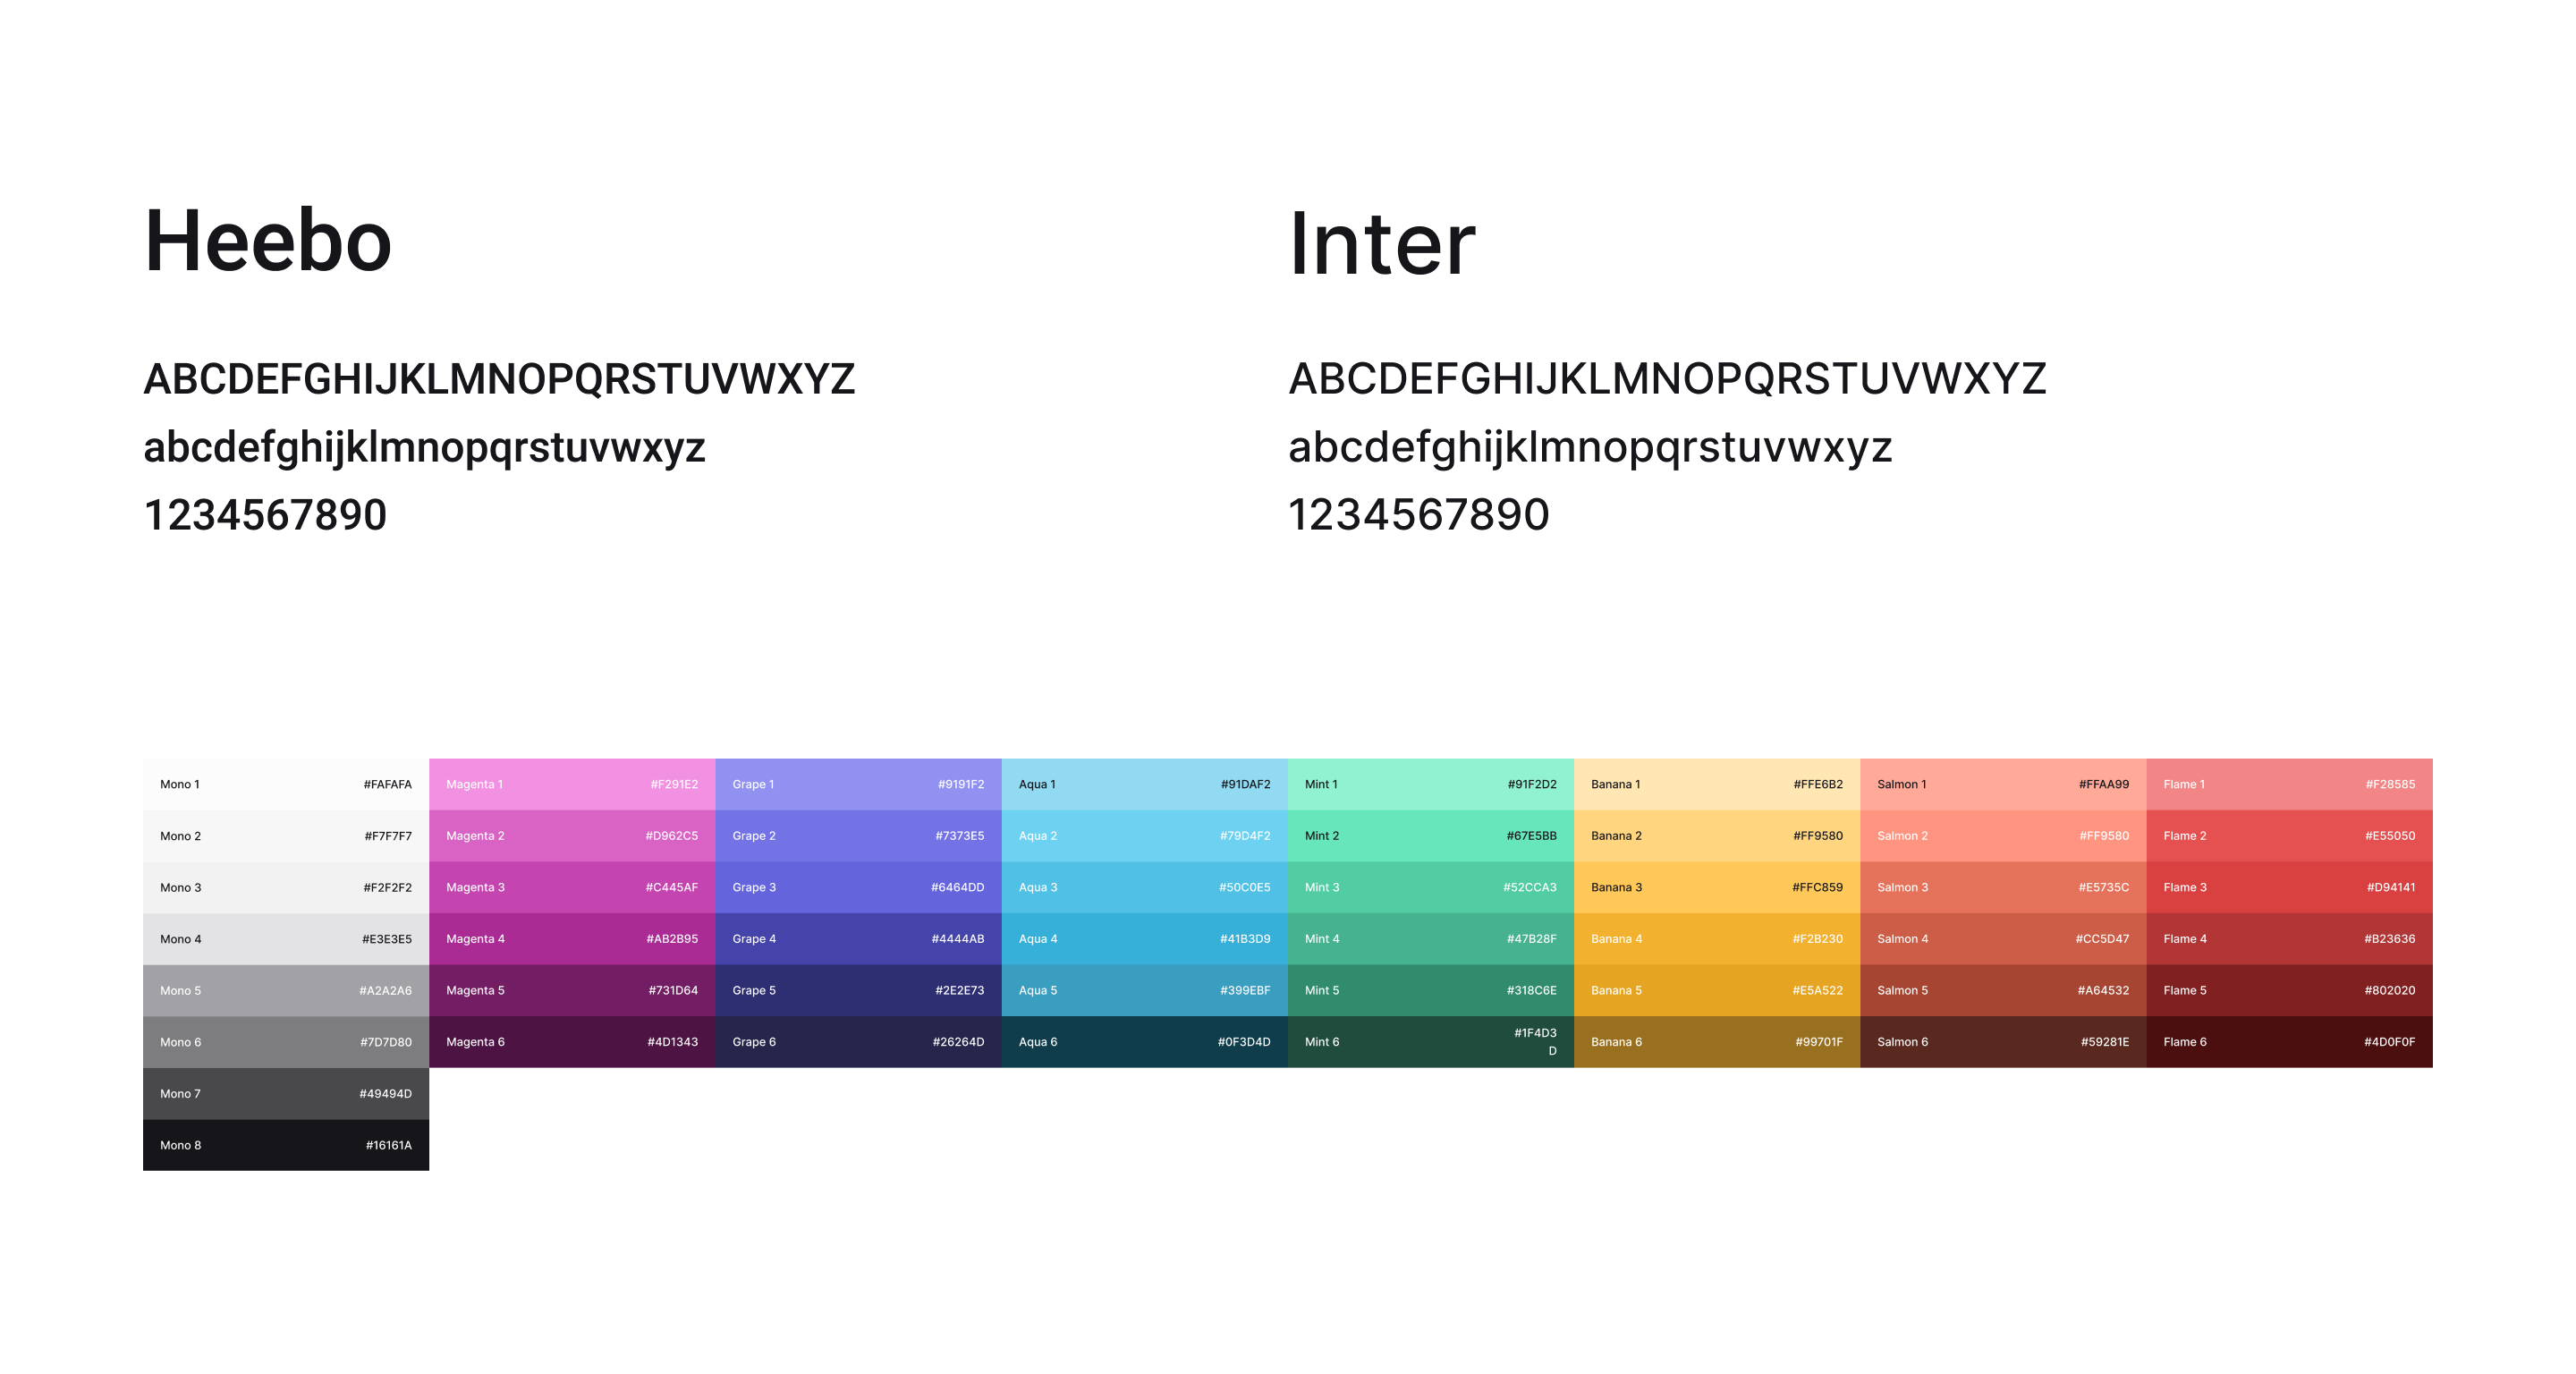 Heebo
ABCDEFGHIJKLMNOPQRSTUVWXYZ
abcdefghijklmnopqrstuvwxyz
1234567890
Inter
ABCDEFGHIJKLMNOPQRSTUVWXYZ
abcdefghijklmnopqrstuvwxyz
1234567890
Mono 1 #FAFAFA
Mono 2 #F7F7F7
Mono 3 #F2F2F2
Mono 4 #E3E3E5
Mono 5 #A2A2A6
Mono 6 #7D7D80
Mono 7 #49494D
Mono 8 #16161A
Magenta 1 #F291E2
Magenta 2 #D962C5
Magenta 3 #C445AF
Magenta 4 #AB2B95
Magenta 5 #731D64
Magenta 6 #4D1343
Grape 1 #9191F2
Grape 2 #7373E5
Grape 3 #6464DD
Grape 4 #4444AB
Grape 5 #2E2E73
Grape 6 #26264D
Aqua 1 #91DAF2
Aqua 2 #79D4F2
Aqua 3 #50C0E5
Aqua 4 #41B3D9
Aqua 5 #399EBF
Aqua 6 #0F3D4D
Mint 1 #91F2D2
Mint 2 #67E5BB
Mint 3 #52CCA3
Mint 4 #47B28F
Mint 5 #318C6E
Mint 6 #1F4D3
D
Banana 1 #FFE6B2
Banana 2 #FF9580
Banana 3 #FFC859
Banana 4 #F2B230
Banana 5 #E5A522
Banana 6 #99701F
Salmon 1 #FFAA99
Salmon 2 #FF9580
Salmon 3 #E5735C
Salmon 4 #CC5D47
Salmon 5 #A64532
Salmon 6 #59281E
Flame 1 #F28585
Flame 2 #E55050
Flame 3 #D94141
Flame 4 #B23636
Flame 5 #802020
Flame 6 #4D0F0F